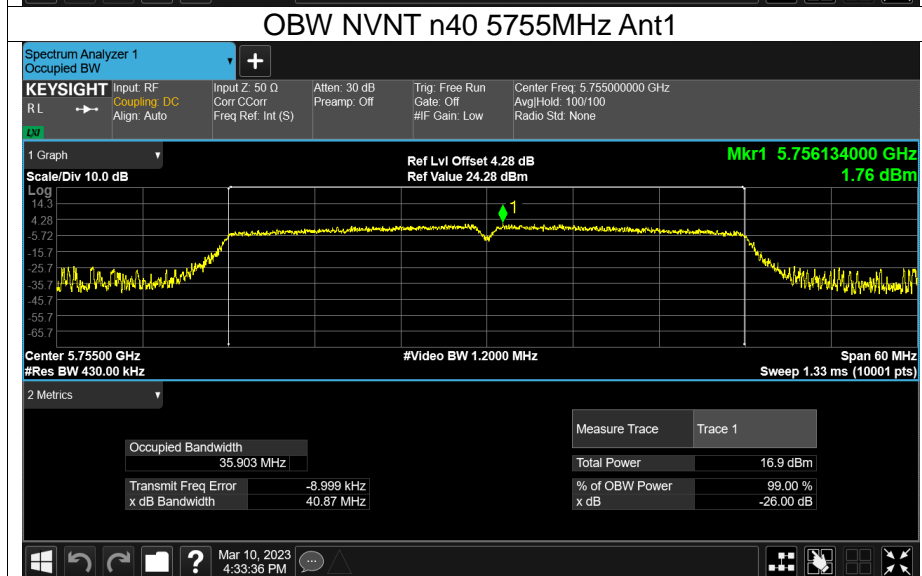 OBW NVNT n40 5755MHz Ant1
Spectrum Analyzer 1
Occupied BW
+
KEYSIGHT
R L
LXI
Input: RF
Coupling: DC
Align: Auto
Input Z: 50 Ω
Corr CCorr
Freq Ref: Int (S)
Atten: 30 dB
Preamp: Off
Trig: Free Run
Gate: Off
#IF Gain: Low
Center Freq: 5.755000000 GHz
Avg|Hold: 100/100
Radio Std: None
1 Graph
Scale/Div 10.0 dB
Ref Lvl Offset 4.28 dB
Ref Value 24.28 dBm
Mkr1 5.756134000 GHz
1.76 dBm
Log
14.3
4.28
-5.72
-15.7
-25.7
-35.7
-45.7
-55.7
-65.7
1
Center 5.75500 GHz
#Res BW 430.00 kHz
#Video BW 1.2000 MHz
Span 60 MHz
Sweep 1.33 ms (10001 pts)
2 Metrics
Measure Trace Trace 1
Occupied Bandwidth
35.903 MHz
Total Power 16.9 dBm
Transmit Freq Error -8.999 kHz
% of OBW Power 99.00 %
x dB Bandwidth 40.87 MHz
x dB -26.00 dB
?
Mar 10, 2023
4:33:36 PM